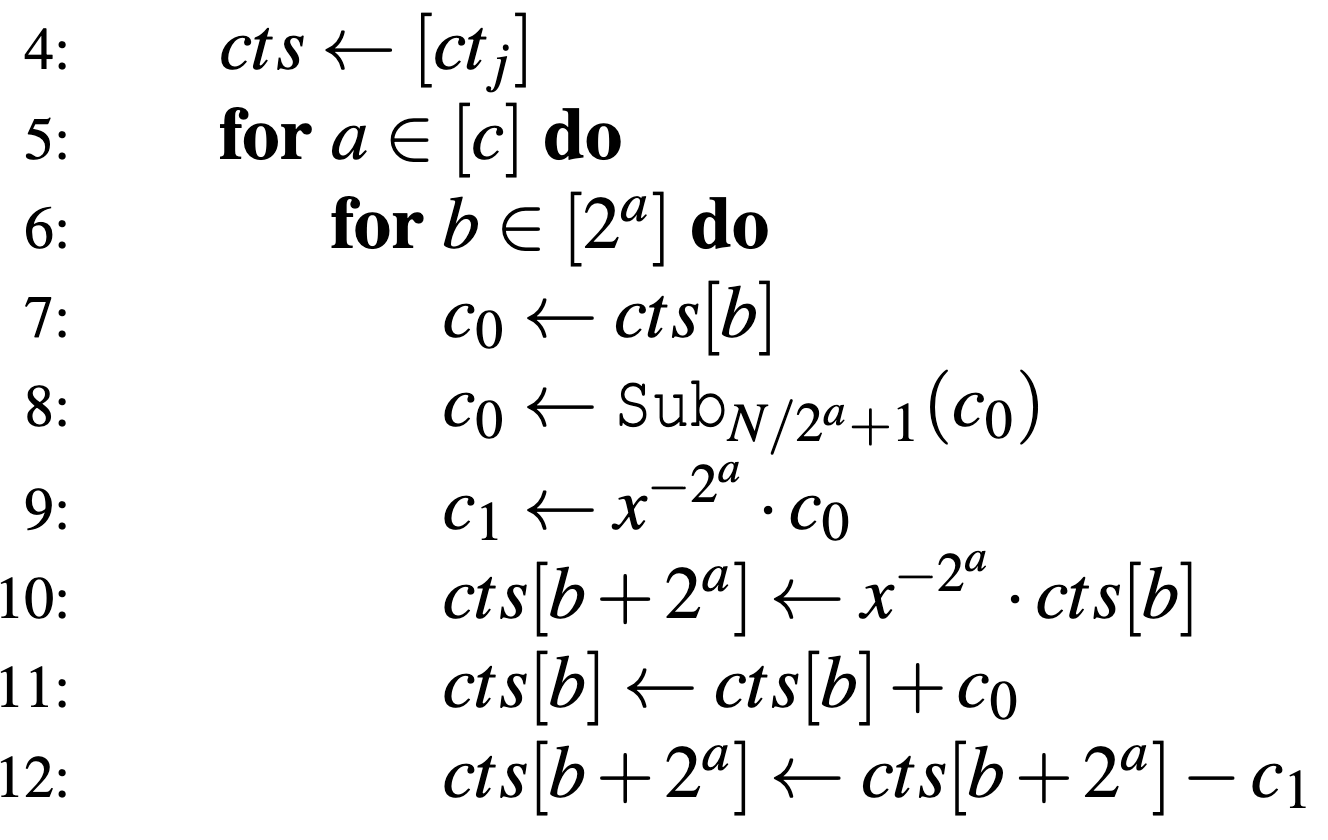 4: cts ← [ct_j]
5: for a ∈ [c] do
6: for b ∈ [2^a] do
7: c_0 ← cts[b]
8: c_0 ← Sub_{N/2^a+1}(c_0)
9: c_1 ← x^{−2^a} · c_0
10: cts[b+2^a] ← x^{−2^a} · cts[b]
11: cts[b] ← cts[b] + c_0
12: cts[b+2^a] ← cts[b+2^a] − c_1